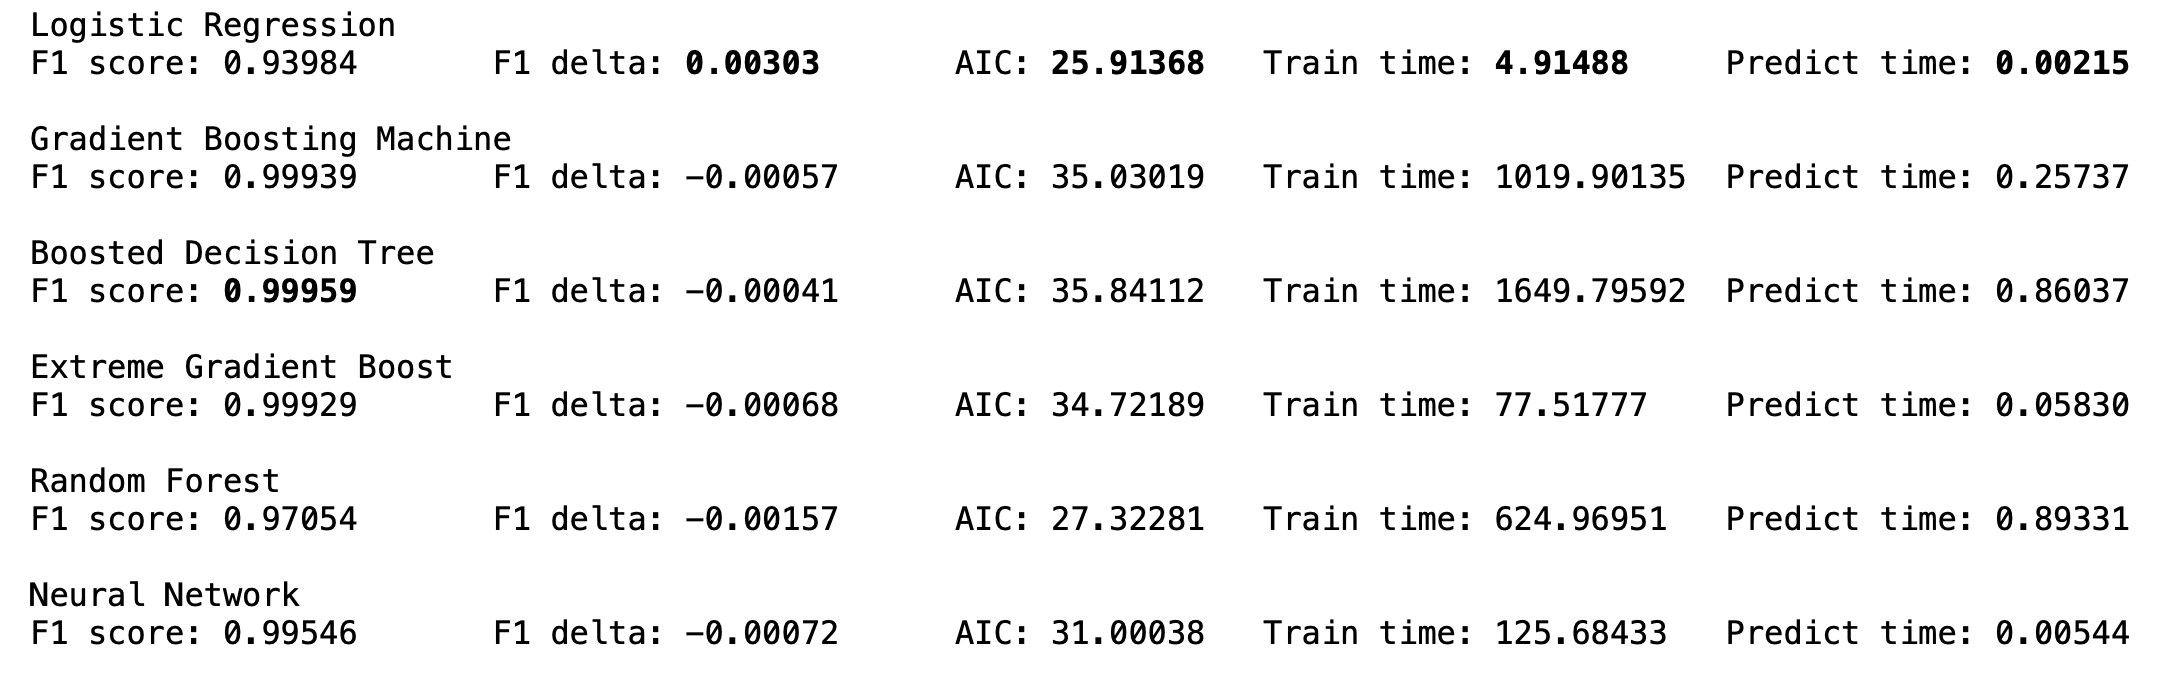 Logistic Regression
F1 score: 0.93984 F1 delta: 0.00303 AIC: 25.91368 Train time: 4.91488 Predict time: 0.00215
Gradient Boosting Machine
F1 score: 0.99939 F1 delta: −0.00057 AIC: 35.03019 Train time: 1019.90135 Predict time: 0.25737
Boosted Decision Tree
F1 score: 0.99959 F1 delta: −0.00041 AIC: 35.84112 Train time: 1649.79592 Predict time: 0.86037
Extreme Gradient Boost
F1 score: 0.99929 F1 delta: −0.00068 AIC: 34.72189 Train time: 77.51777 Predict time: 0.05830
Random Forest
F1 score: 0.97054 F1 delta: −0.00157 AIC: 27.32281 Train time: 624.96951 Predict time: 0.89331
Neural Network
F1 score: 0.99546 F1 delta: −0.00072 AIC: 31.00038 Train time: 125.68433 Predict time: 0.00544